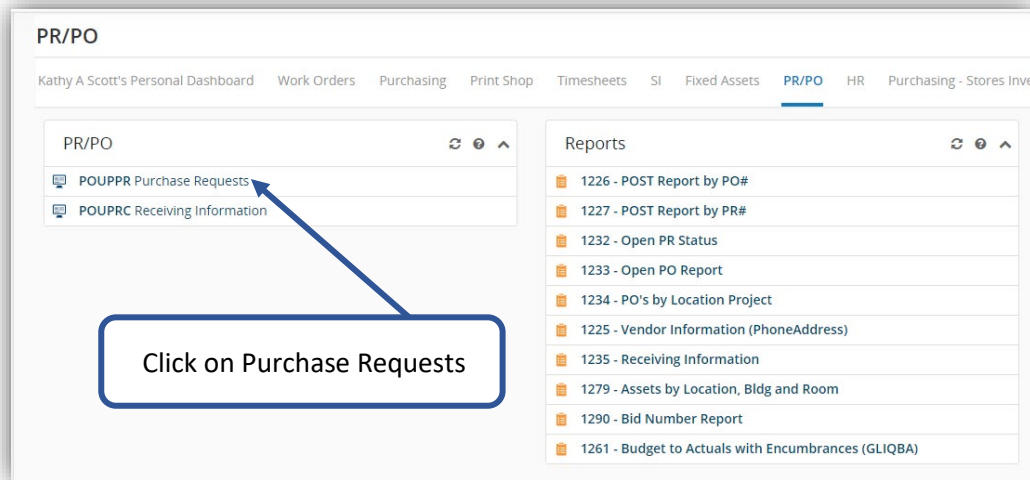 PR/PO
Kathy A Scott's Personal Dashboard Work Orders Purchasing Print Shop Timesheets SI Fixed Assets PR/PO HR Purchasing - Stores Inve
PR/PO
POUPPR Purchase Requests
POUPRC Receiving Information
Click on Purchase Requests
Reports
1226 - POST Report by PO#
1227 - POST Report by PR#
1232 - Open PR Status
1233 - Open PO Report
1234 - PO's by Location Project
1225 - Vendor Information (PhoneAddress)
1235 - Receiving Information
1279 - Assets by Location, Bldg and Room
1290 - Bid Number Report
1261 - Budget to Actuals with Encumbrances (GLIQBA)